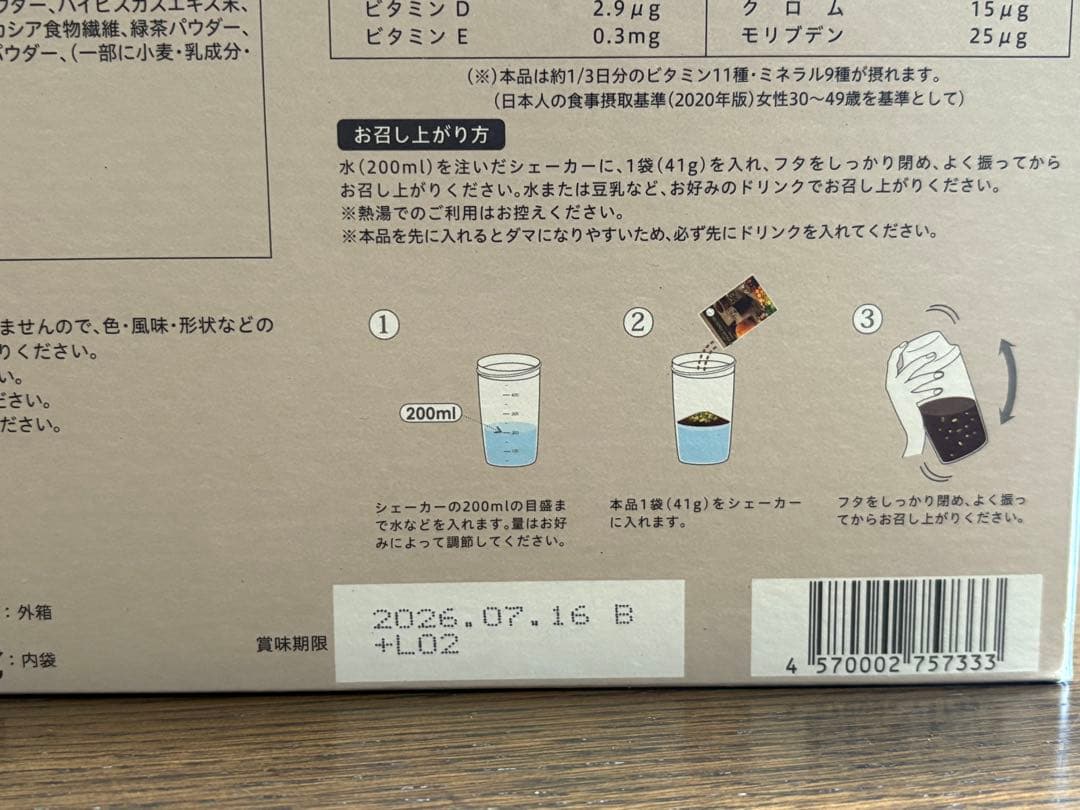 ウダー、ハイビスカスエキス末、
カシア食物繊維、緑茶パウダー、
パウダー、(一部に小麦・乳成分・
ビタミンD 2.9μg
クロム 15μg
ビタミンE 0.3mg
モリブデン 25μg
(※)本品は約1/3日分のビタミン11種・ミネラル9種が摂れます。
(日本人の食事摂取基準(2020年版)女性30~49歳を基準として)
お召し上がり方
水(200ml)を注いだシェーカーに、1袋(41g)を入れ、フタをしっかり閉め、よく振ってから
お召し上がりください。水または豆乳など、お好みのドリンクでお召し上がりください。
※熱湯でのご利用はお控えください。
※本品を先に入れるとダマになりやすいため、必ず先にドリンクを入れてください。
ませんので、色・風味・形状などの
りください。
い。
ださい。
ださい。
1
2
3
200ml
シェーカーの200mlの目盛ま
で水などを入れます。量はお好
みによって調節してください。
本品1袋(41g)をシェーカー
に入れます。
フタをしっかり閉め、よく振っ
てからお召し上がりください。
:外箱
:内袋
賞味期限
2026.07.16 B
+L02
4 570002 757333